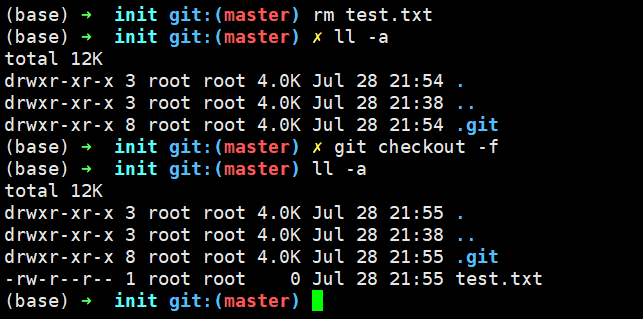 (base) ➜  init git:(master) rm test.txt
(base) ➜  init git:(master) ✗ ll -a
total 12K
drwxr-xr-x 3 root root 4.0K Jul 28 21:54 .
drwxr-xr-x 3 root root 4.0K Jul 28 21:38 ..
drwxr-xr-x 8 root root 4.0K Jul 28 21:54 .git
(base) ➜  init git:(master) ✗ git checkout -f
(base) ➜  init git:(master) ll -a
total 12K
drwxr-xr-x 3 root root 4.0K Jul 28 21:55 .
drwxr-xr-x 3 root root 4.0K Jul 28 21:38 ..
drwxr-xr-x 8 root root 4.0K Jul 28 21:55 .git
-rw-r--r-- 1 root root    0 Jul 28 21:55 test.txt
(base) ➜  init git:(master)